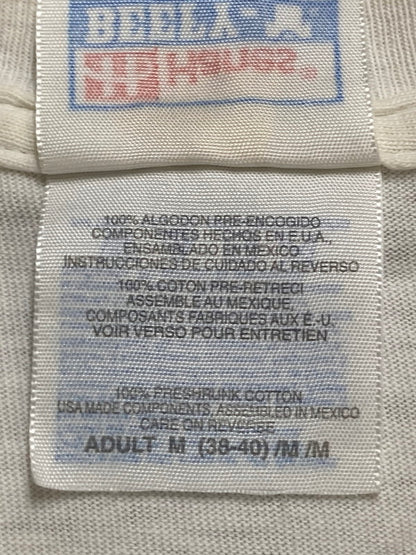 BEEFY-T
Hanes
100% ALGODON PRE-ENCOGIDO
COMPONENTES HECHOS EN E.U.A.,
ENSAMBLADO EN MEXICO
INSTRUCCIONES DE CUIDADO AL REVERSO
100% COTON PRE-RETRECI
ASSEMBLE AU MEXIQUE
COMPOSANTS FABRIQUES AUX É.-U.
VOIR VERSO POUR ENTRETIEN
100% PRESHRUNK COTTON
USA MADE COMPONENTS, ASSEMBLED IN MEXICO
CARE ON REVERSE
ADULT M (38-40) /M /M